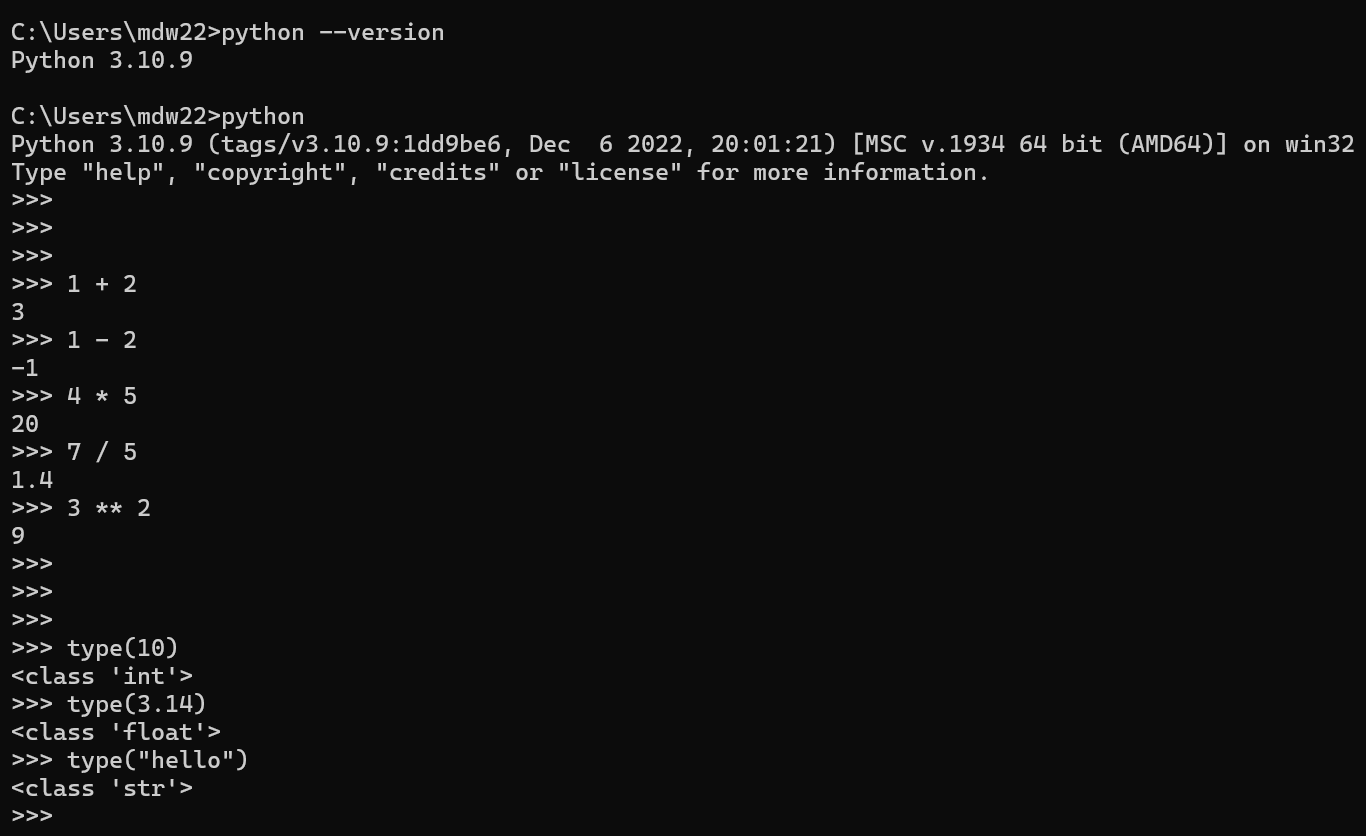 C:\Users\mdw22>python --version
Python 3.10.9
C:\Users\mdw22>python
Python 3.10.9 (tags/v3.10.9:1dd9be6, Dec  6 2022, 20:01:21) [MSC v.1934 64 bit (AMD64)] on win32
Type "help", "copyright", "credits" or "license" for more information.
>>>
>>>
>>>
>>> 1 + 2
3
>>> 1 - 2
-1
>>> 4 * 5
20
>>> 7 / 5
1.4
>>> 3 ** 2
9
>>>
>>>
>>>
>>> type(10)
<class 'int'>
>>> type(3.14)
<class 'float'>
>>> type("hello")
<class 'str'>
>>>